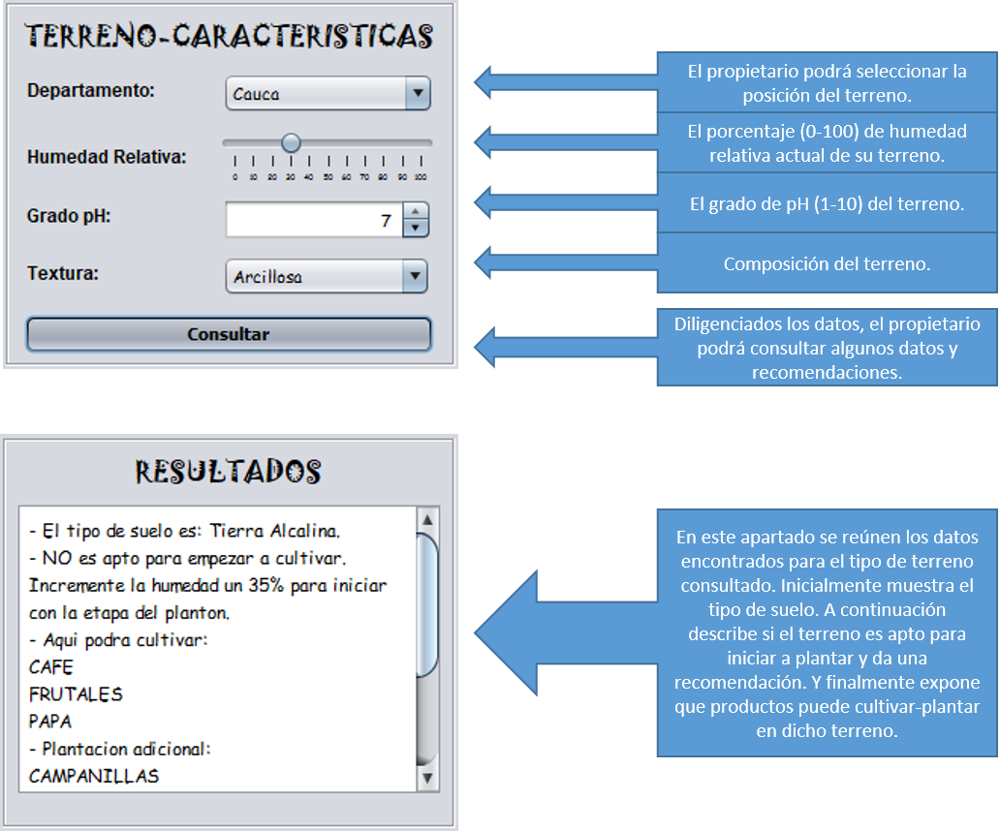 TERRENO-CARACTERISTICAS
Departamento:
Cauca
Humedad Relativa:
0 10 20 30 40 50 60 70 80 90 100
Grado pH:
7
Textura:
Arcillosa
Consultar
El propietario podrá seleccionar la
posición del terreno.
El porcentaje (0-100) de humedad
relativa actual de su terreno.
El grado de pH (1-10) del terreno.
Composición del terreno.
Diligenciados los datos, el propietario
podrá consultar algunos datos y
recomendaciones.
RESULTADOS
- El tipo de suelo es: Tierra Alcalina.
- NO es apto para empezar a cultivar.
Incremente la humedad un 35% para iniciar
con la etapa del planton.
- Aqui podra cultivar:
CAFE
FRUTALES
PAPA
- Plantacion adicional:
CAMPANILLAS
En este apartado se reúnen los datos
encontrados para el tipo de terreno
consultado. Inicialmente muestra el
tipo de suelo. A continuación
describe si el terreno es apto para
iniciar a plantar y da una
recomendación. Y finalmente expone
que productos puede cultivar-plantar
en dicho terreno.